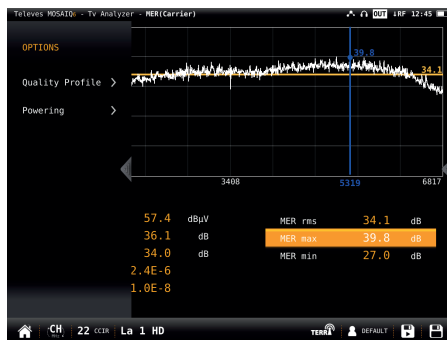 Televes MOSAIQ6 - Tv Analyzer - MER(Carrier) OUT ↓RF 12:45
OPTIONS
Quality Profile >
Powering >
39.8
34.1
3408 5319 6817
57.4 dBμV
36.1 dB
34.0 dB
2.4E-6
1.0E-8
MER rms 34.1 dB
MER max 39.8 dB
MER min 27.0 dB
CH 22 CCIR La 1 HD TERR DEFAULT